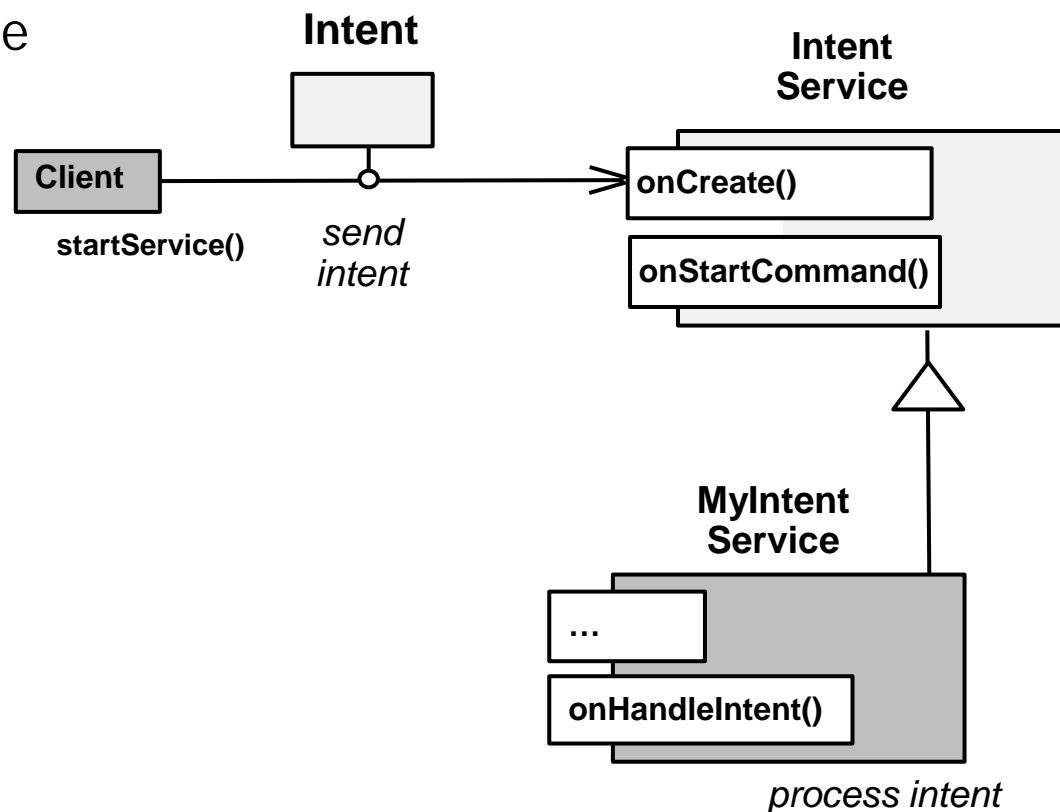 e
Intent
Intent
Service
Client
onCreate()
startService()
send
intent
onStartCommand()
MyIntent
Service
...
onHandleIntent()
process intent